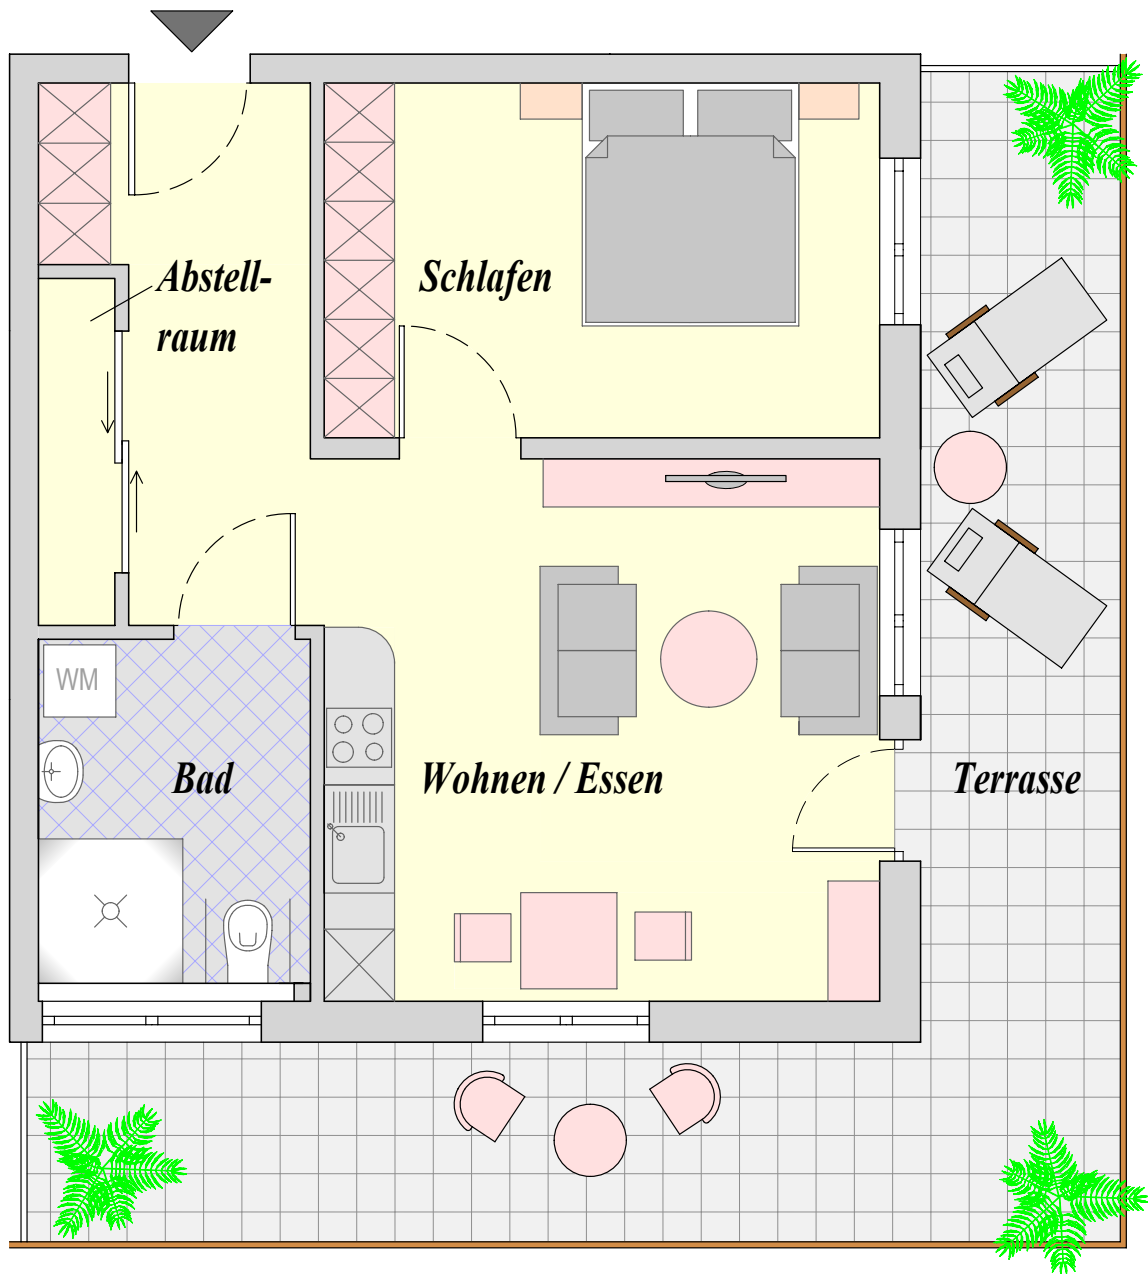 Abstell-
raum
Schlafen
WM
Bad
Wohnen / Essen
Terrasse